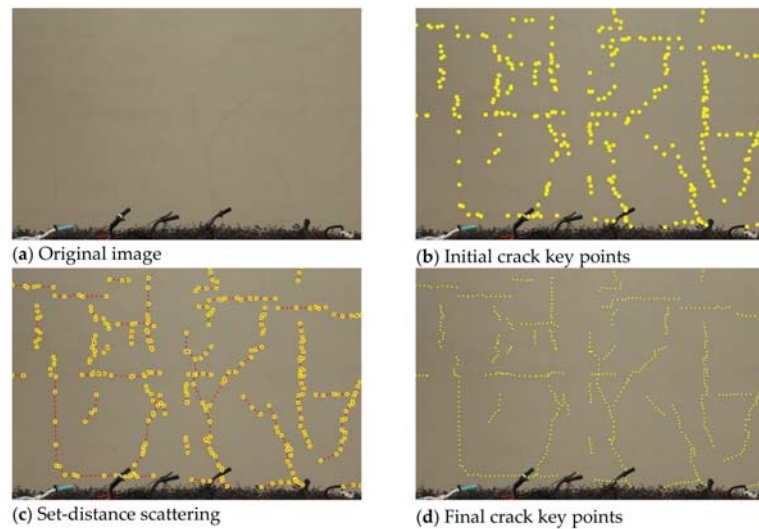 (a) Original image
(b) Initial crack key points
(c) Set-distance scattering
(d) Final crack key points